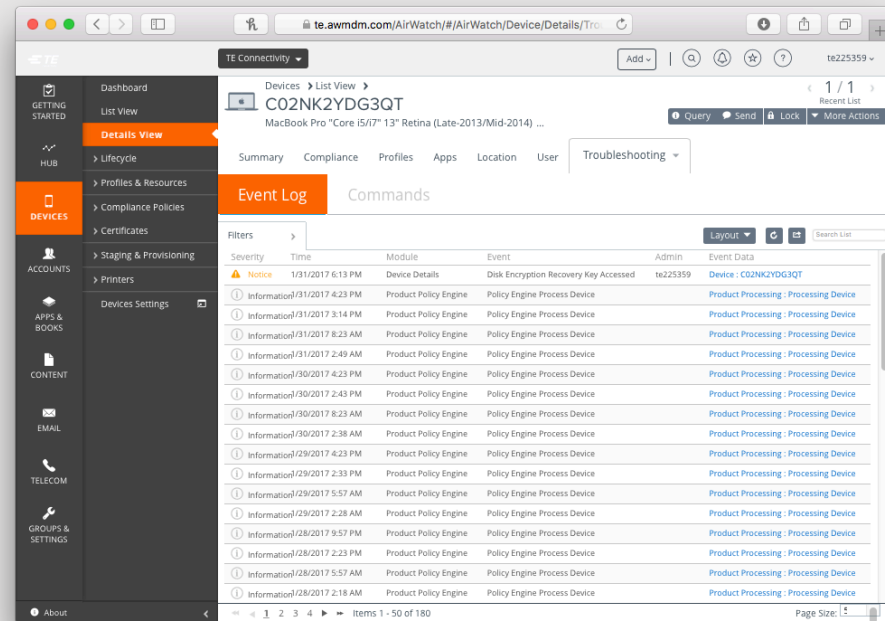 te.awmdm.com/AirWatch/#/AirWatch/Device/Details/Tro
TE
TE Connectivity
Add
te225359
GETTING STARTED
HUB
DEVICES
ACCOUNTS
APPS & BOOKS
CONTENT
EMAIL
TELECOM
GROUPS & SETTINGS
About
Dashboard
List View
Details View
Lifecycle
Profiles & Resources
Compliance Policies
Certificates
Staging & Provisioning
Printers
Devices Settings
Devices > List View >
1 / 1
Recent List
C02NK2YDG3QT
MacBook Pro "Core i5/i7" 13" Retina (Late-2013/Mid-2014) ...
Query Send Lock More Actions
Summary Compliance Profiles Apps Location User Troubleshooting
Event Log Commands
Filters > Layout Search List
Severity Time Module Event Admin Event Data
Notice 1/31/2017 6:13 PM Device Details Disk Encryption Recovery Key Accessed te225359 Device : C02NK2YDG3QT
Information 1/31/2017 4:23 PM Product Policy Engine Policy Engine Process Device Product Processing : Processing Device
Information 1/31/2017 3:14 PM Product Policy Engine Policy Engine Process Device Product Processing : Processing Device
Information 1/31/2017 8:23 AM Product Policy Engine Policy Engine Process Device Product Processing : Processing Device
Information 1/31/2017 2:49 AM Product Policy Engine Policy Engine Process Device Product Processing : Processing Device
Information 1/30/2017 4:23 PM Product Policy Engine Policy Engine Process Device Product Processing : Processing Device
Information 1/30/2017 2:43 PM Product Policy Engine Policy Engine Process Device Product Processing : Processing Device
Information 1/30/2017 8:23 AM Product Policy Engine Policy Engine Process Device Product Processing : Processing Device
Information 1/30/2017 2:38 AM Product Policy Engine Policy Engine Process Device Product Processing : Processing Device
Information 1/29/2017 4:23 PM Product Policy Engine Policy Engine Process Device Product Processing : Processing Device
Information 1/29/2017 2:33 PM Product Policy Engine Policy Engine Process Device Product Processing : Processing Device
Information 1/29/2017 5:57 AM Product Policy Engine Policy Engine Process Device Product Processing : Processing Device
Information 1/29/2017 2:28 AM Product Policy Engine Policy Engine Process Device Product Processing : Processing Device
Information 1/28/2017 9:57 PM Product Policy Engine Policy Engine Process Device Product Processing : Processing Device
Information 1/28/2017 2:23 PM Product Policy Engine Policy Engine Process Device Product Processing : Processing Device
Information 1/28/2017 5:57 AM Product Policy Engine Policy Engine Process Device Product Processing : Processing Device
Information 1/28/2017 2:18 AM Product Policy Engine Policy Engine Process Device Product Processing : Processing Device
1 2 3 4 Items 1 - 50 of 180 Page Size: